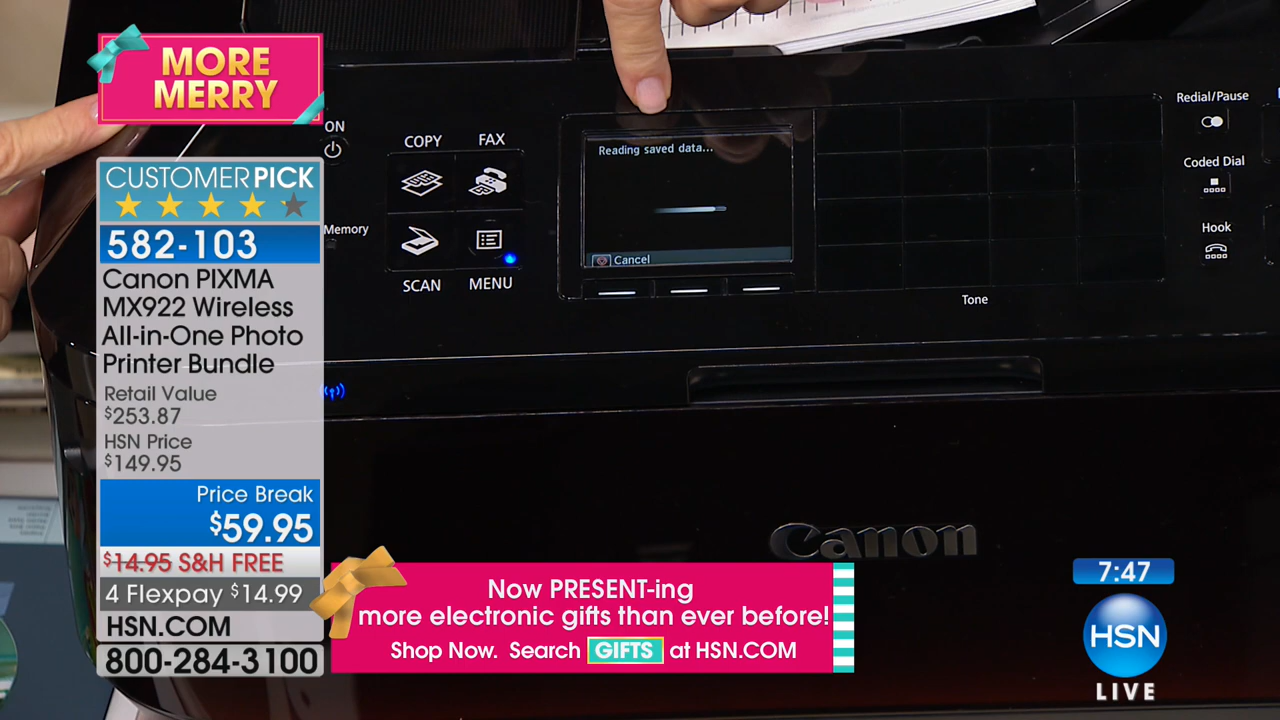 MORE
MERRY
CUSTOMER PICK
582-103
Canon PIXMA
MX922 Wireless
All-in-One Photo
Printer Bundle
Retail Value
$253.87
HSN Price
$149.95
Price Break
$59.95
$14.95 S&H FREE
4 Flexpay $14.99
HSN.COM
800-284-3100
ON
Memory
COPY
FAX
SCAN
MENU
Reading saved data...
Cancel
Redial/Pause
Coded Dial
Hook
Tone
Canon
Now PRESENT-ing
more electronic gifts than ever before!
Shop Now. Search GIFTS at HSN.COM
7:47
HSN
LIVE